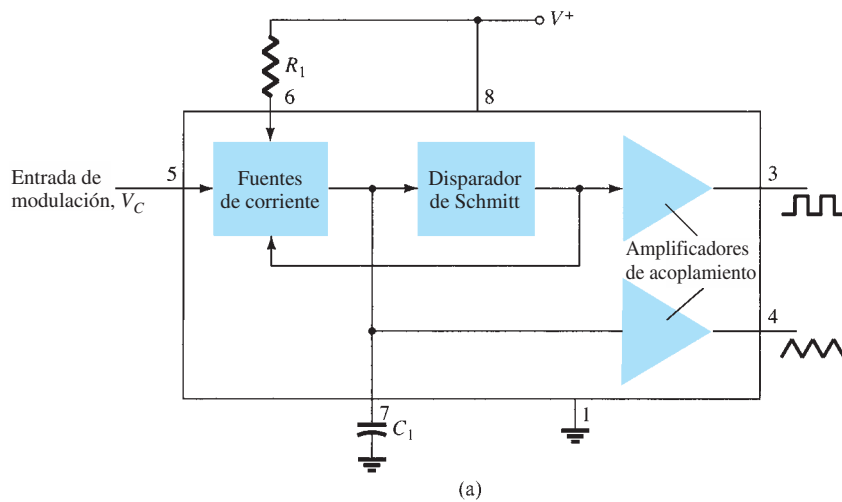 V+
R1
6
8
Entrada de
modulación, VC
5
Fuentes
de corriente
Disparador
de Schmitt
3
Amplificadores
de acoplamiento
4
7
C1
1
(a)